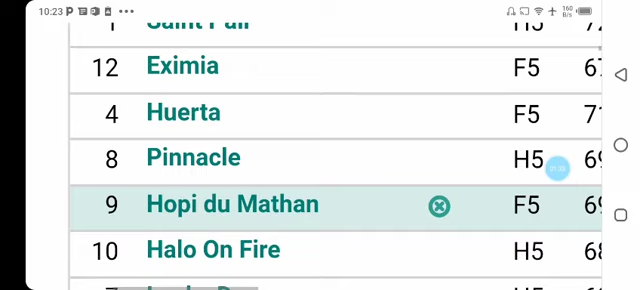 10:23
160 B/s
12 Eximia F5
4 Huerta F5
8 Pinnacle H5
9 Hopi du Mathan F5
10 Halo On Fire H5